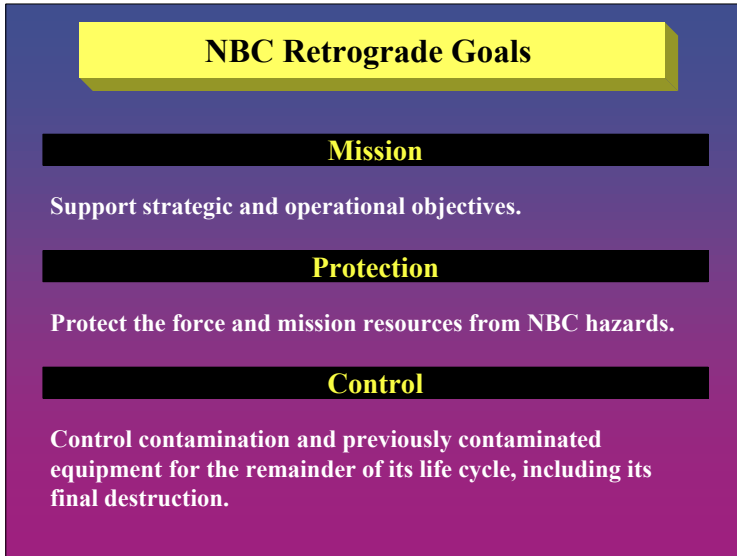 NBC Retrograde Goals
Mission
Support strategic and operational objectives.
Protection
Protect the force and mission resources from NBC hazards.
Control
Control contamination and previously contaminated
equipment for the remainder of its life cycle, including its
final destruction.